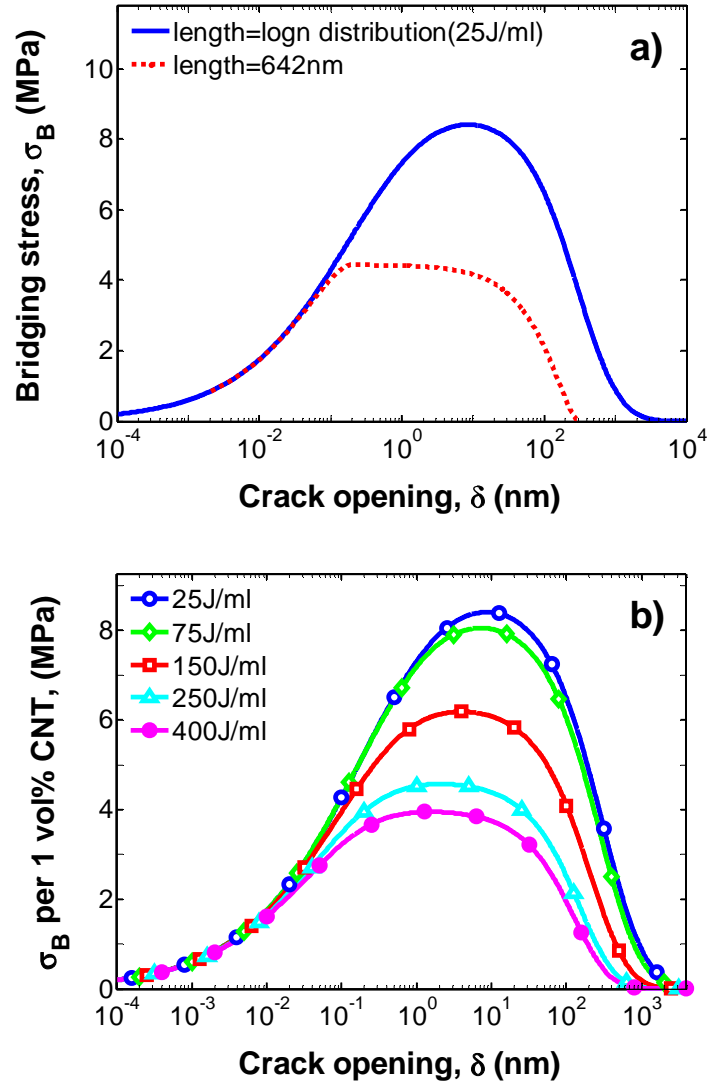 length=logn distribution(25J/ml)
length=642nm
a)
10
8
6
4
2
0
Bridging stress, σB (MPa)
10-4 10-2 100 102 104
Crack opening, δ (nm)
25J/ml
75J/ml
150J/ml
250J/ml
400J/ml
b)
8
6
4
2
0
σB per 1 vol% CNT, (MPa)
10-4 10-3 10-2 10-1 100 101 102 103
Crack opening, δ (nm)